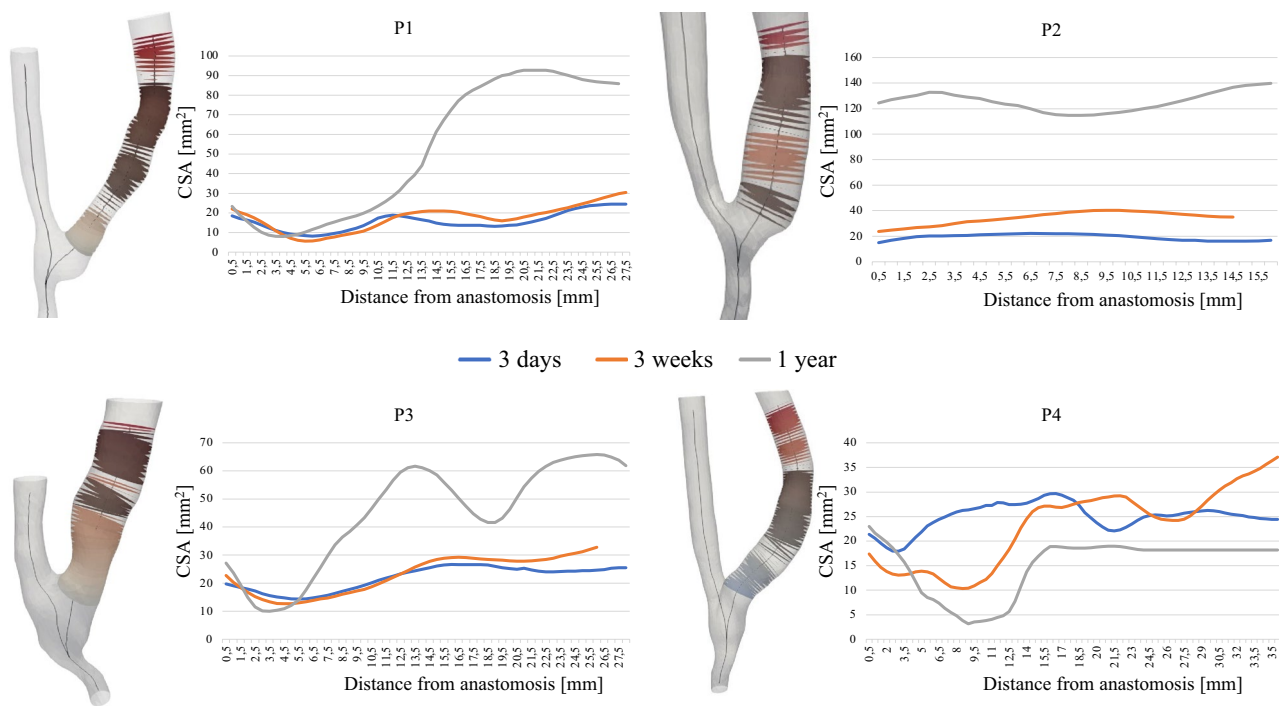 P1
100
90
80
70
60
50
40
30
20
10
0
CSA [mm²]
0,5 1,5 2,5 3,5 4,5 5,5 6,5 7,5 8,5 9,5 10,5 11,5 12,5 13,5 14,5 15,5 16,5 17,5 18,5 19,5 20,5 21,5 22,5 23,5 24,5 25,5 26,5 27,5
Distance from anastomosis [mm]
P2
160
140
120
100
80
60
40
20
0
CSA [mm²]
0,5 1,5 2,5 3,5 4,5 5,5 6,5 7,5 8,5 9,5 10,5 11,5 12,5 13,5 14,5 15,5
Distance from anastomosis [mm]
3 days 3 weeks 1 year
P3
70
60
50
40
30
20
10
0
CSA [mm²]
0,5 1,5 2,5 3,5 4,5 5,5 6,5 7,5 8,5 9,5 10,5 11,5 12,5 13,5 14,5 15,5 16,5 17,5 18,5 19,5 20,5 21,5 22,5 23,5 24,5 25,5 26,5 27,5
Distance from anastomosis [mm]
P4
40
35
30
25
20
15
10
5
0
CSA [mm²]
0,5 2 3,5 5 6,5 8 9,5 11 12,5 14 15,5 17 18,5 20 21,5 23 24,5 26 27,5 29 30,5 32 33,5 35
Distance from anastomosis [mm]